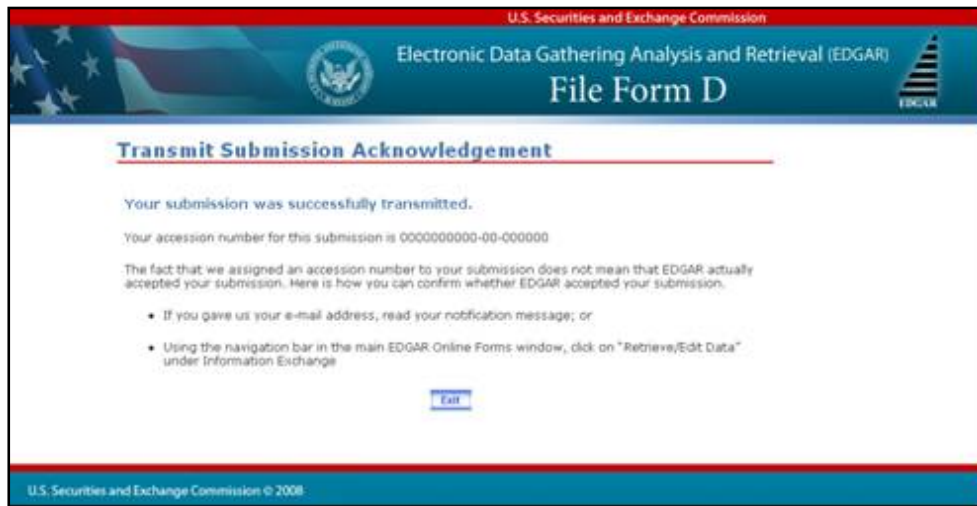 U.S. Securities and Exchange Commission
Electronic Data Gathering Analysis and Retrieval (EDGAR)
File Form D
EDGAR
Transmit Submission Acknowledgement
Your submission was successfully transmitted.
Your accession number for this submission is 0000000000-00-000000
The fact that we assigned an accession number to your submission does not mean that EDGAR actually
accepted your submission. Here is how you can confirm whether EDGAR accepted your submission.
• If you gave us your e-mail address, read your notification message; or
• Using the navigation bar in the main EDGAR Online Forms window, click on "Retrieve/Edit Data"
under Information Exchange
Exit
U.S. Securities and Exchange Commission © 2008